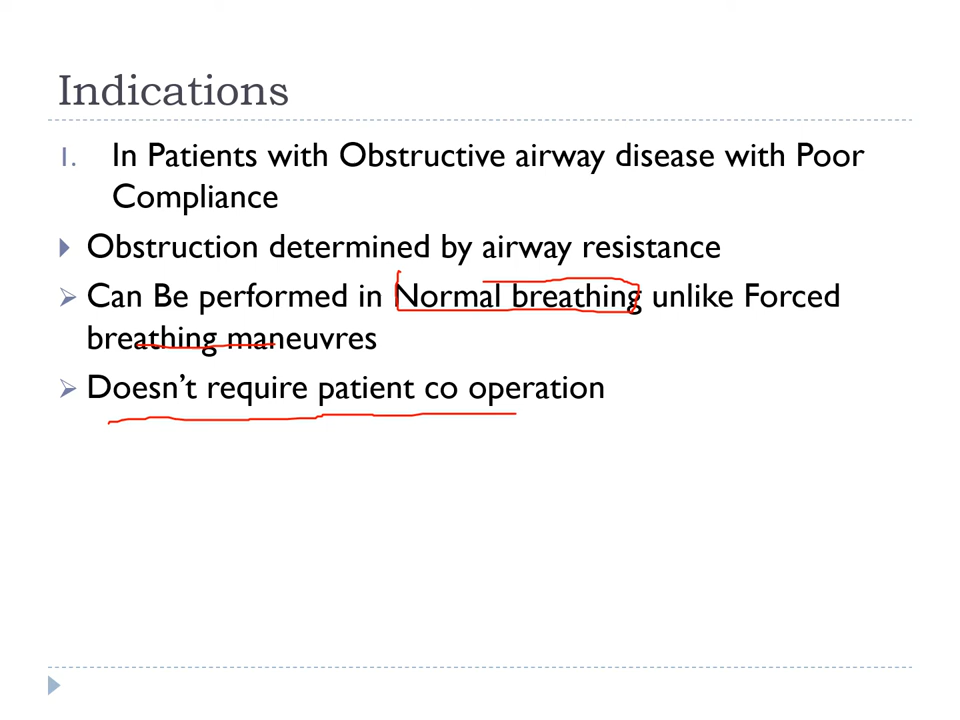 Indications
1. In Patients with Obstructive airway disease with Poor
Compliance
Obstruction determined by airway resistance
Can Be performed in Normal breathing unlike Forced
breathing maneuvres
Doesn't require patient co operation